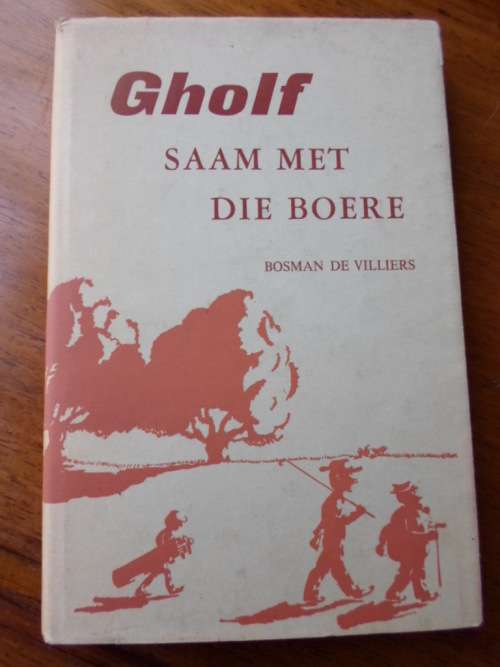 Gholf
SAAM MET
DIE BOERE
BOSMAN DE VILLIERS